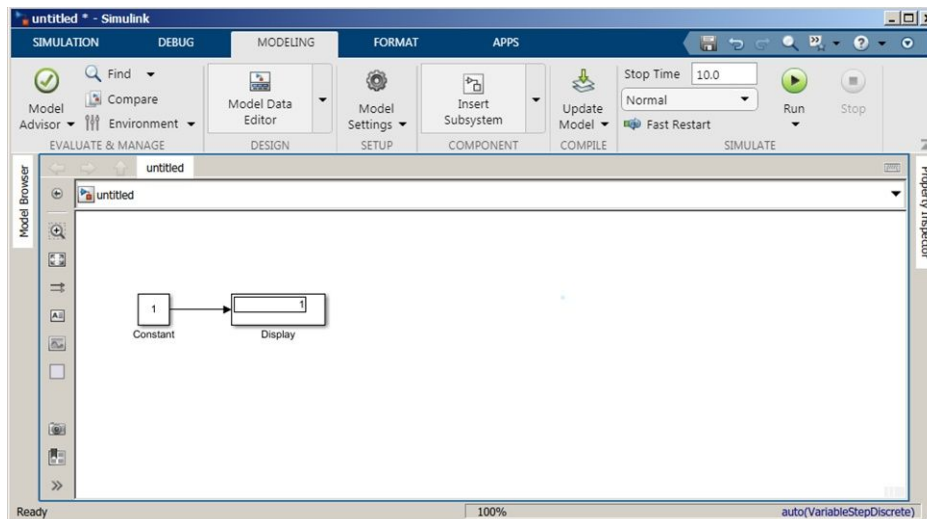 untitled * - Simulink
SIMULATION DEBUG MODELING FORMAT APPS
Model Advisor
Find
Compare
Environment
Model Data Editor
Model Settings
Insert Subsystem
Update Model
Stop Time 10.0
Normal
Fast Restart
Run
Stop
EVALUATE & MANAGE DESIGN SETUP COMPONENT COMPILE SIMULATE
Model Browser
untitled
untitled
Property Inspector
1
1
Constant
Display
Ready 100% auto(VariableStepDiscrete)